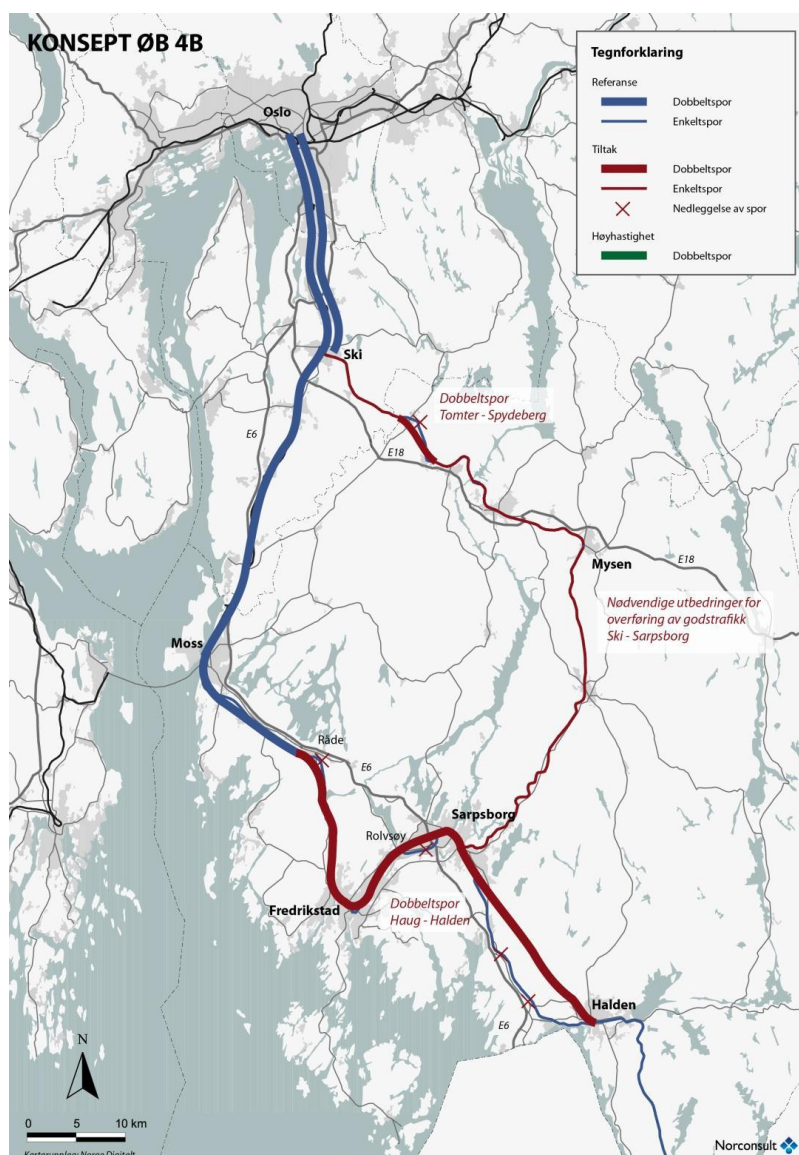 KONSEPT ØB 4B
Tegnforklaring
Referanse
Dobbeltspor
Enkeltspor
Tiltak
Dobbeltspor
Enkeltspor
Nedleggelse av spor
Høyhastighet
Dobbeltspor
Oslo
Ski
Dobbeltspor
Tomter - Spydeberg
E6
E18
Mysen
E18
Nødvendige utbedringer for
overføring av godstrafikk
Ski - Sarpsborg
Moss
Råde
E6
Sarpsborg
Rolvsøy
Fredrikstad
Dobbeltspor
Haug - Halden
Halden
E6
N
0 5 10 km
Norconsult